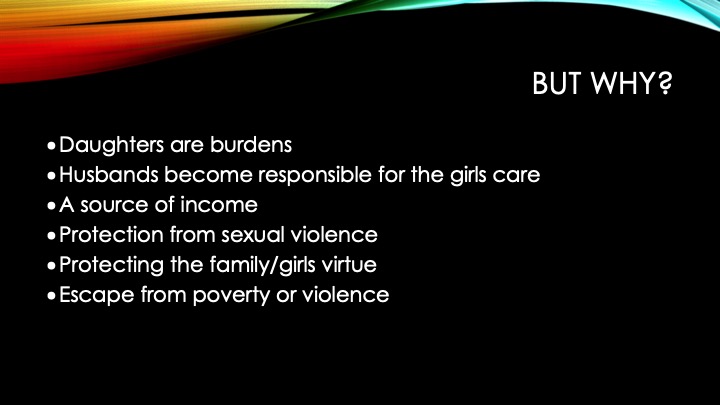 BUT WHY?
•Daughters are burdens
•Husbands become responsible for the girls care
•A source of income
•Protection from sexual violence
•Protecting the family/girls virtue
•Escape from poverty or violence